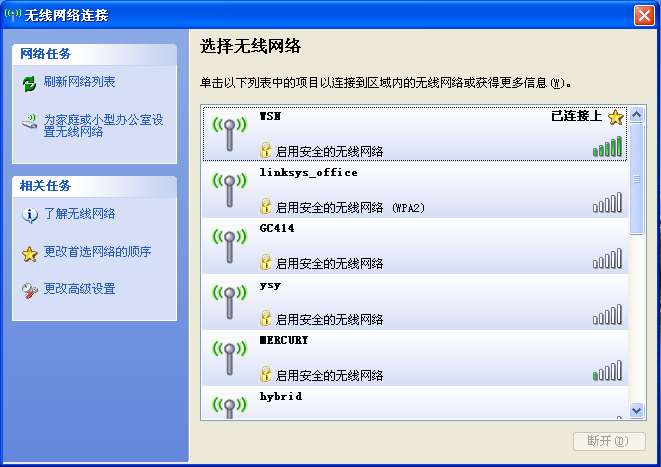 无线网络连接
网络任务
刷新网络列表
为家庭或小型办公室设
置无线网络
相关任务
了解无线网络
更改首选网络的顺序
更改高级设置
选择无线网络
单击以下列表中的项目以连接到区域内的无线网络或获得更多信息(W)。
WSN
已连接上
启用安全的无线网络
linksys_office
启用安全的无线网络 (WPA2)
GC414
启用安全的无线网络
ysy
启用安全的无线网络
MERCURY
启用安全的无线网络
hybrid
断开(D)